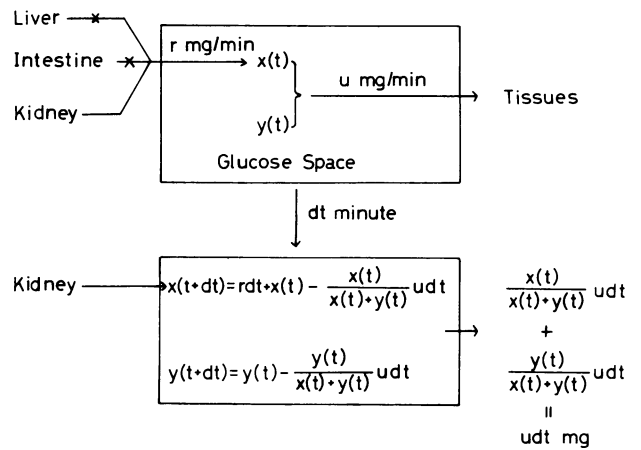 Liver
Intestine
Kidney
r mg/min
x(t)
y(t)
u mg/min
Tissues
Glucose Space
dt minute
Kidney
x(t+dt)=rdt+x(t)- x(t)/x(t)+y(t) udt
y(t+dt)=y(t)- y(t)/x(t)+y(t) udt
x(t)/x(t)+y(t) udt
+
y(t)/x(t)+y(t) udt
=
udt mg